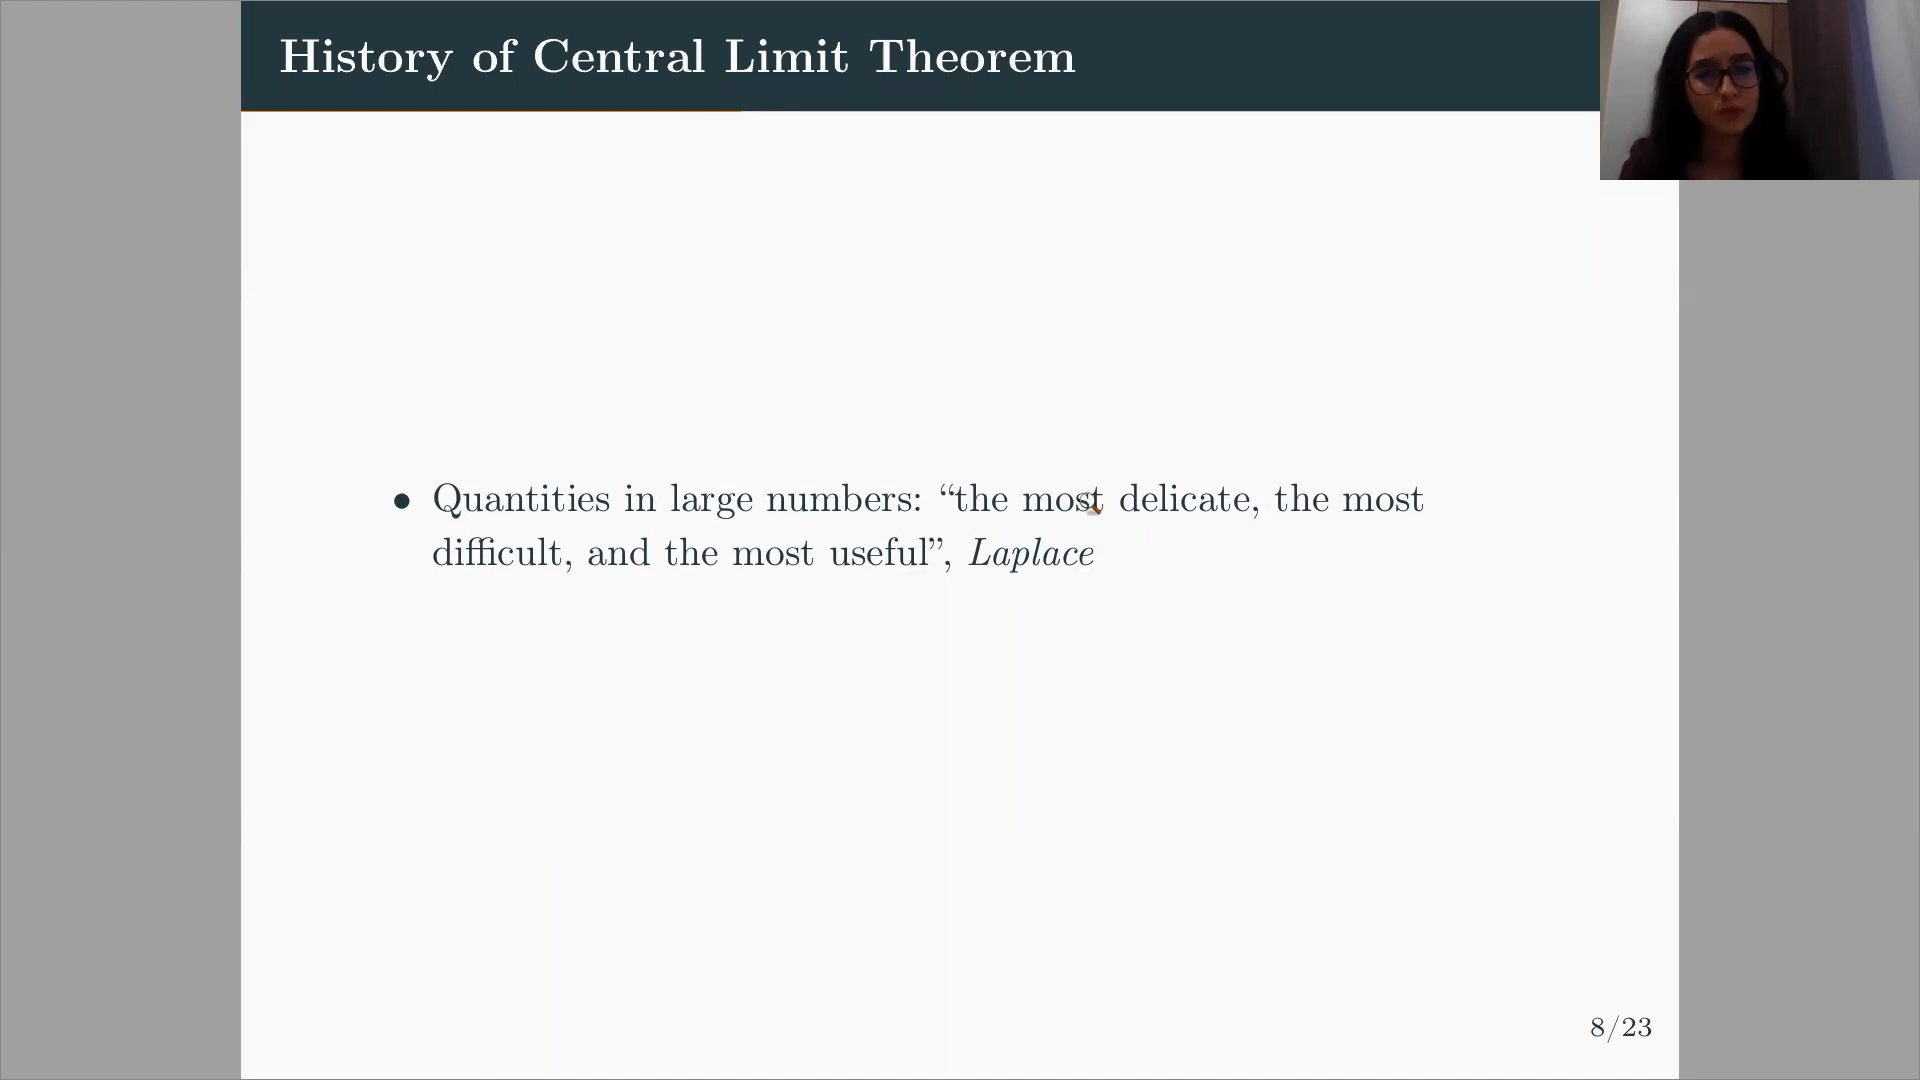 History of Central Limit Theorem
• Quantities in large numbers: “the most delicate, the most
difficult, and the most useful”, Laplace
8/23